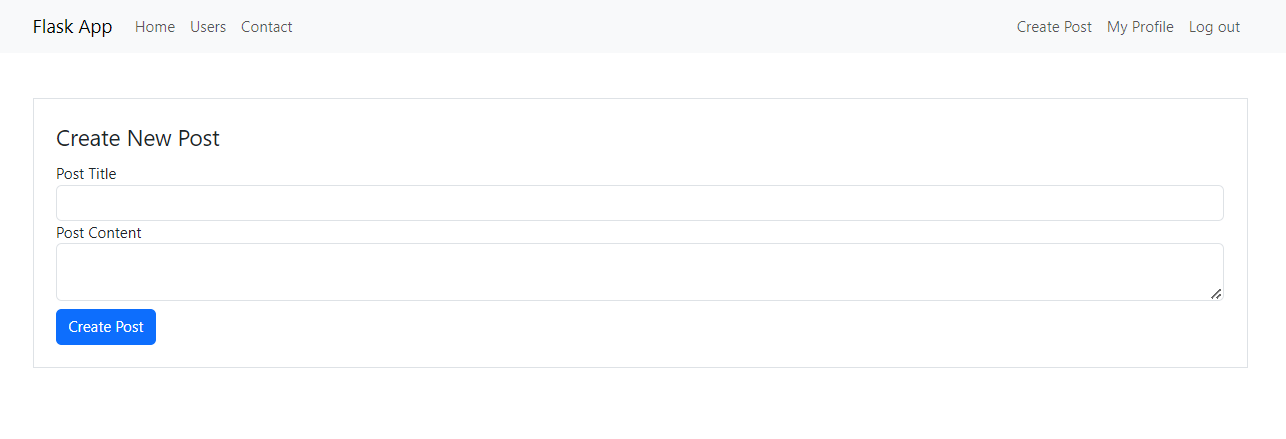 Flask App Home Users Contact Create Post My Profile Log out
Create New Post
Post Title
Post Content
Create Post